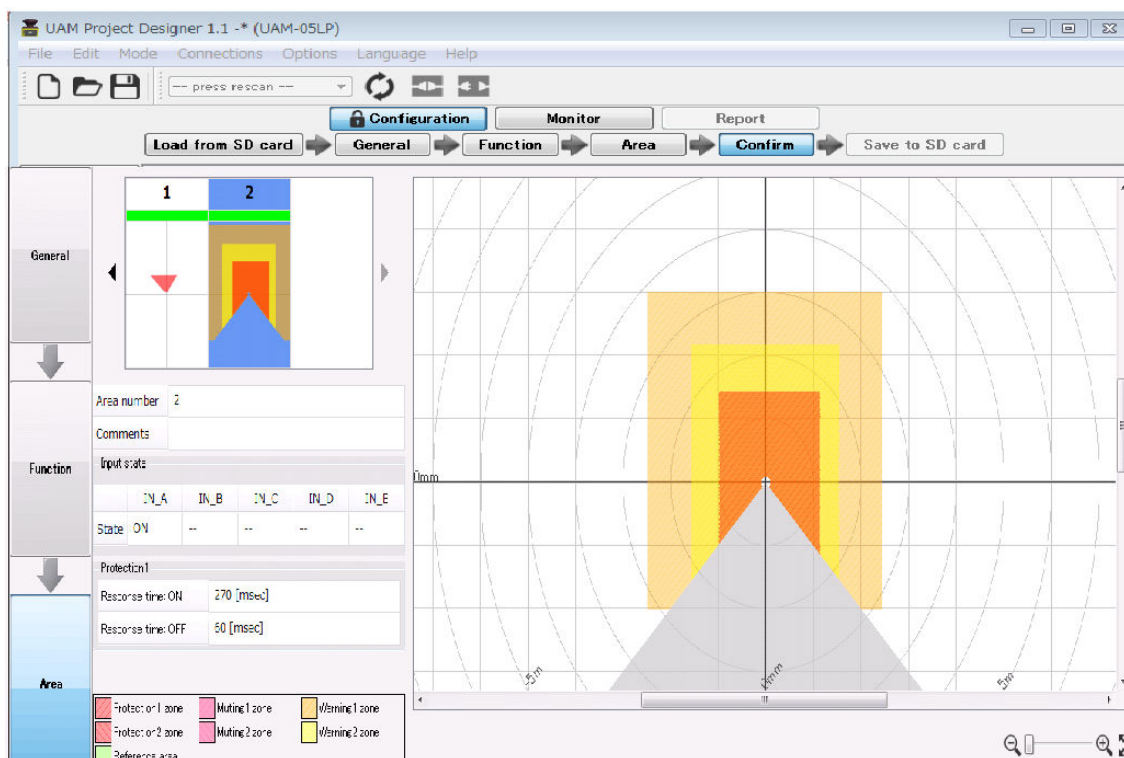 UAM Project Designer 1.1 -* (UAM-05LP)
File Edit Mode Connections Options Language Help
-- press rescan --
Configuration Monitor Report
Load from SD card General Function Area Confirm Save to SD card
General
1 2
Function
Area
Area number 2
Comments
Input state
IN_A IN_B IN_C IN_D IN_E
State ON -- -- -- --
Protection1
Response time: ON 270 [msec]
Response time: OFF 60 [msec]
Protection1 zone Muting1 zone Warning1 zone
Protection2 zone Muting2 zone Warning2 zone
Reference area
0mm
-5m 0mm 5m